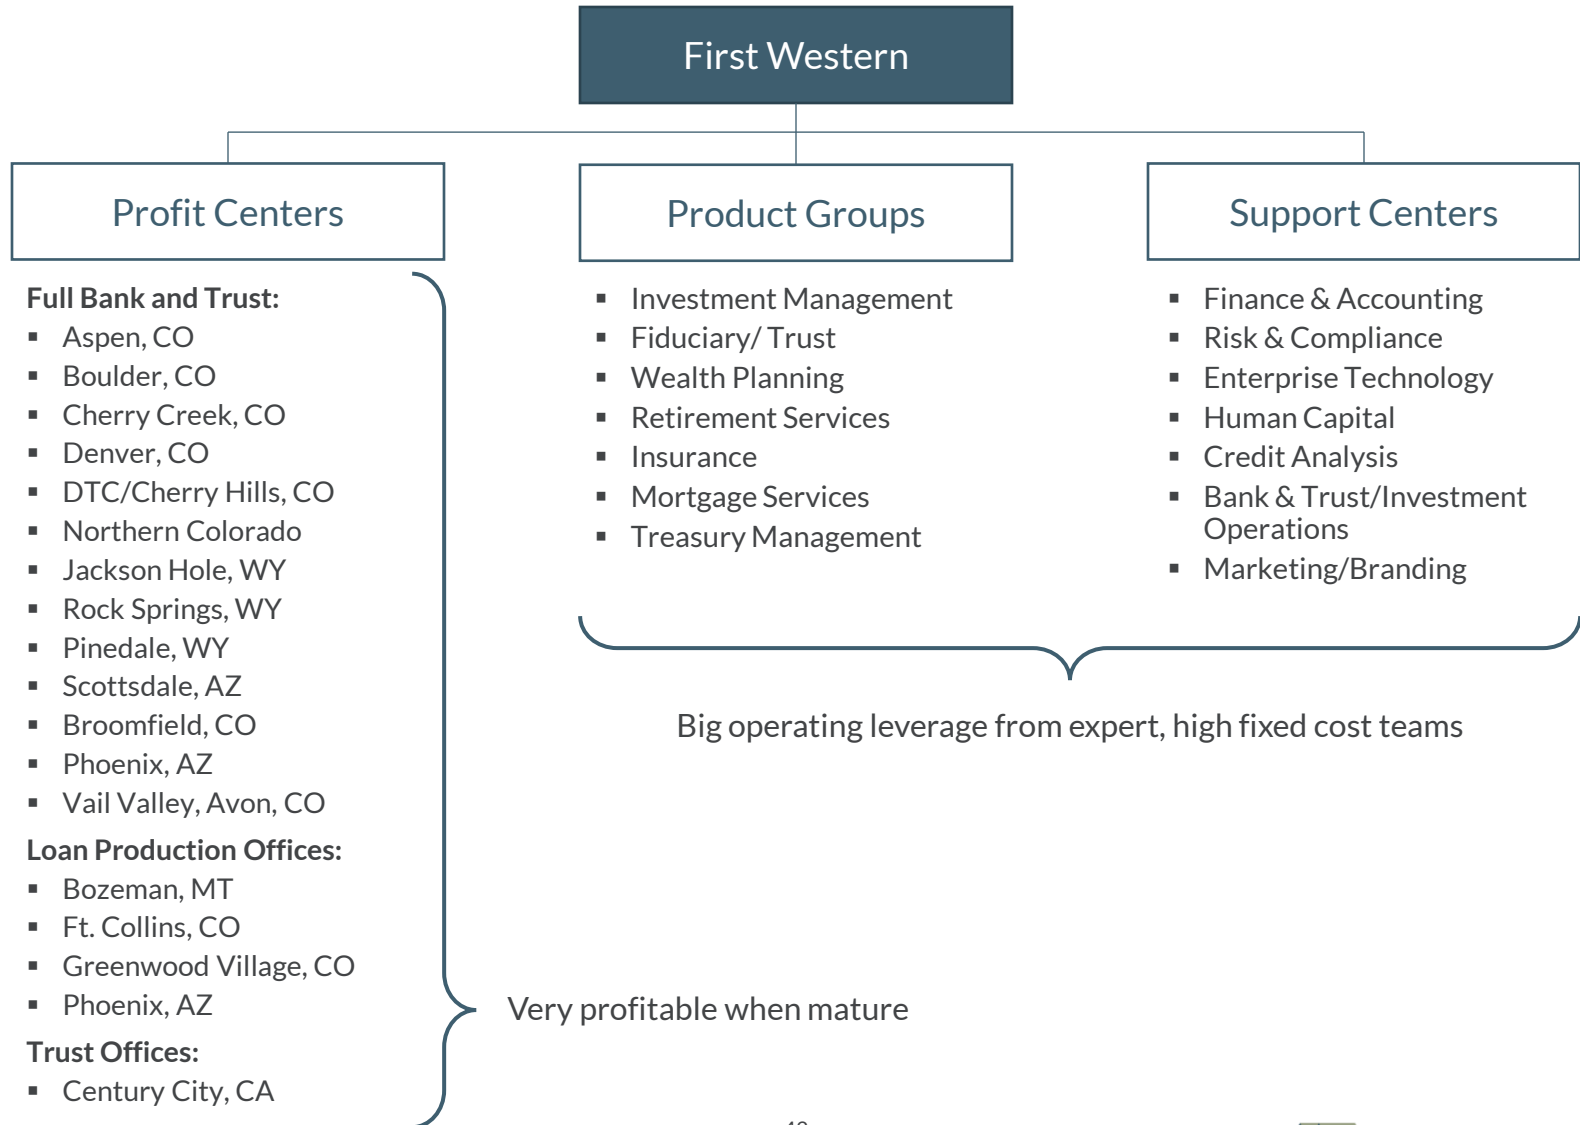 First Western
Profit Centers
Full Bank and Trust:
▪ Aspen, CO
▪ Boulder, CO
▪ Cherry Creek, CO
▪ Denver, CO
▪ DTC/Cherry Hills, CO
▪ Northern Colorado
▪ Jackson Hole, WY
▪ Rock Springs, WY
▪ Pinedale, WY
▪ Scottsdale, AZ
▪ Broomfield, CO
▪ Phoenix, AZ
▪ Vail Valley, Avon, CO
Loan Production Offices:
▪ Bozeman, MT
▪ Ft. Collins, CO
▪ Greenwood Village, CO
▪ Phoenix, AZ
Trust Offices:
▪ Century City, CA
Very profitable when mature
Product Groups
▪ Investment Management
▪ Fiduciary/ Trust
▪ Wealth Planning
▪ Retirement Services
▪ Insurance
▪ Mortgage Services
▪ Treasury Management
Support Centers
▪ Finance & Accounting
▪ Risk & Compliance
▪ Enterprise Technology
▪ Human Capital
▪ Credit Analysis
▪ Bank & Trust/Investment
Operations
▪ Marketing/Branding
Big operating leverage from expert, high fixed cost teams